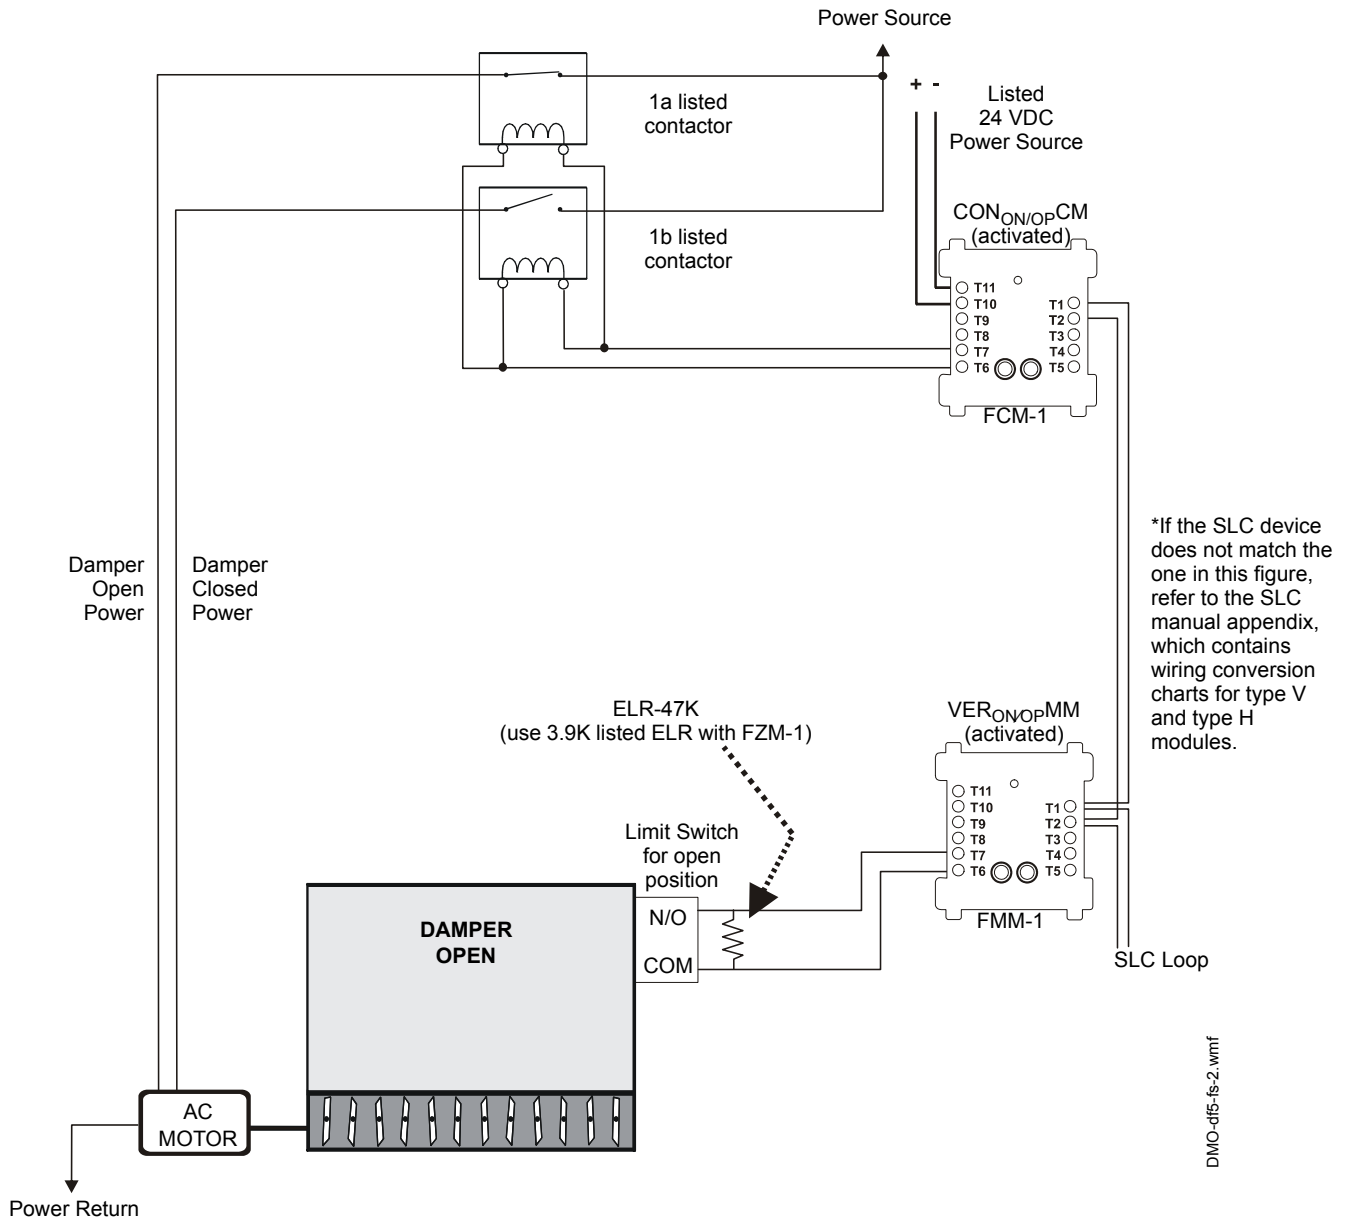 Power Source
+ -
Listed
24 VDC
Power Source
1a listed
contactor
1b listed
contactor
CONON/OPCM
(activated)
T11
T10
T9
T8
T7
T6
T1
T2
T3
T4
T5
FCM-1
Damper
Open
Power
Damper
Closed
Power
*If the SLC device
does not match the
one in this figure,
refer to the SLC
manual appendix,
which contains
wiring conversion
charts for type V
and type H
modules.
ELR-47K
(use 3.9K listed ELR with FZM-1)
VERON/OPMM
(activated)
T11
T10
T9
T8
T7
T6
T1
T2
T3
T4
T5
FMM-1
Limit Switch
for open
position
N/O
COM
DAMPER
OPEN
SLC Loop
AC
MOTOR
Power Return
DMO-df5-fs-2.wmf